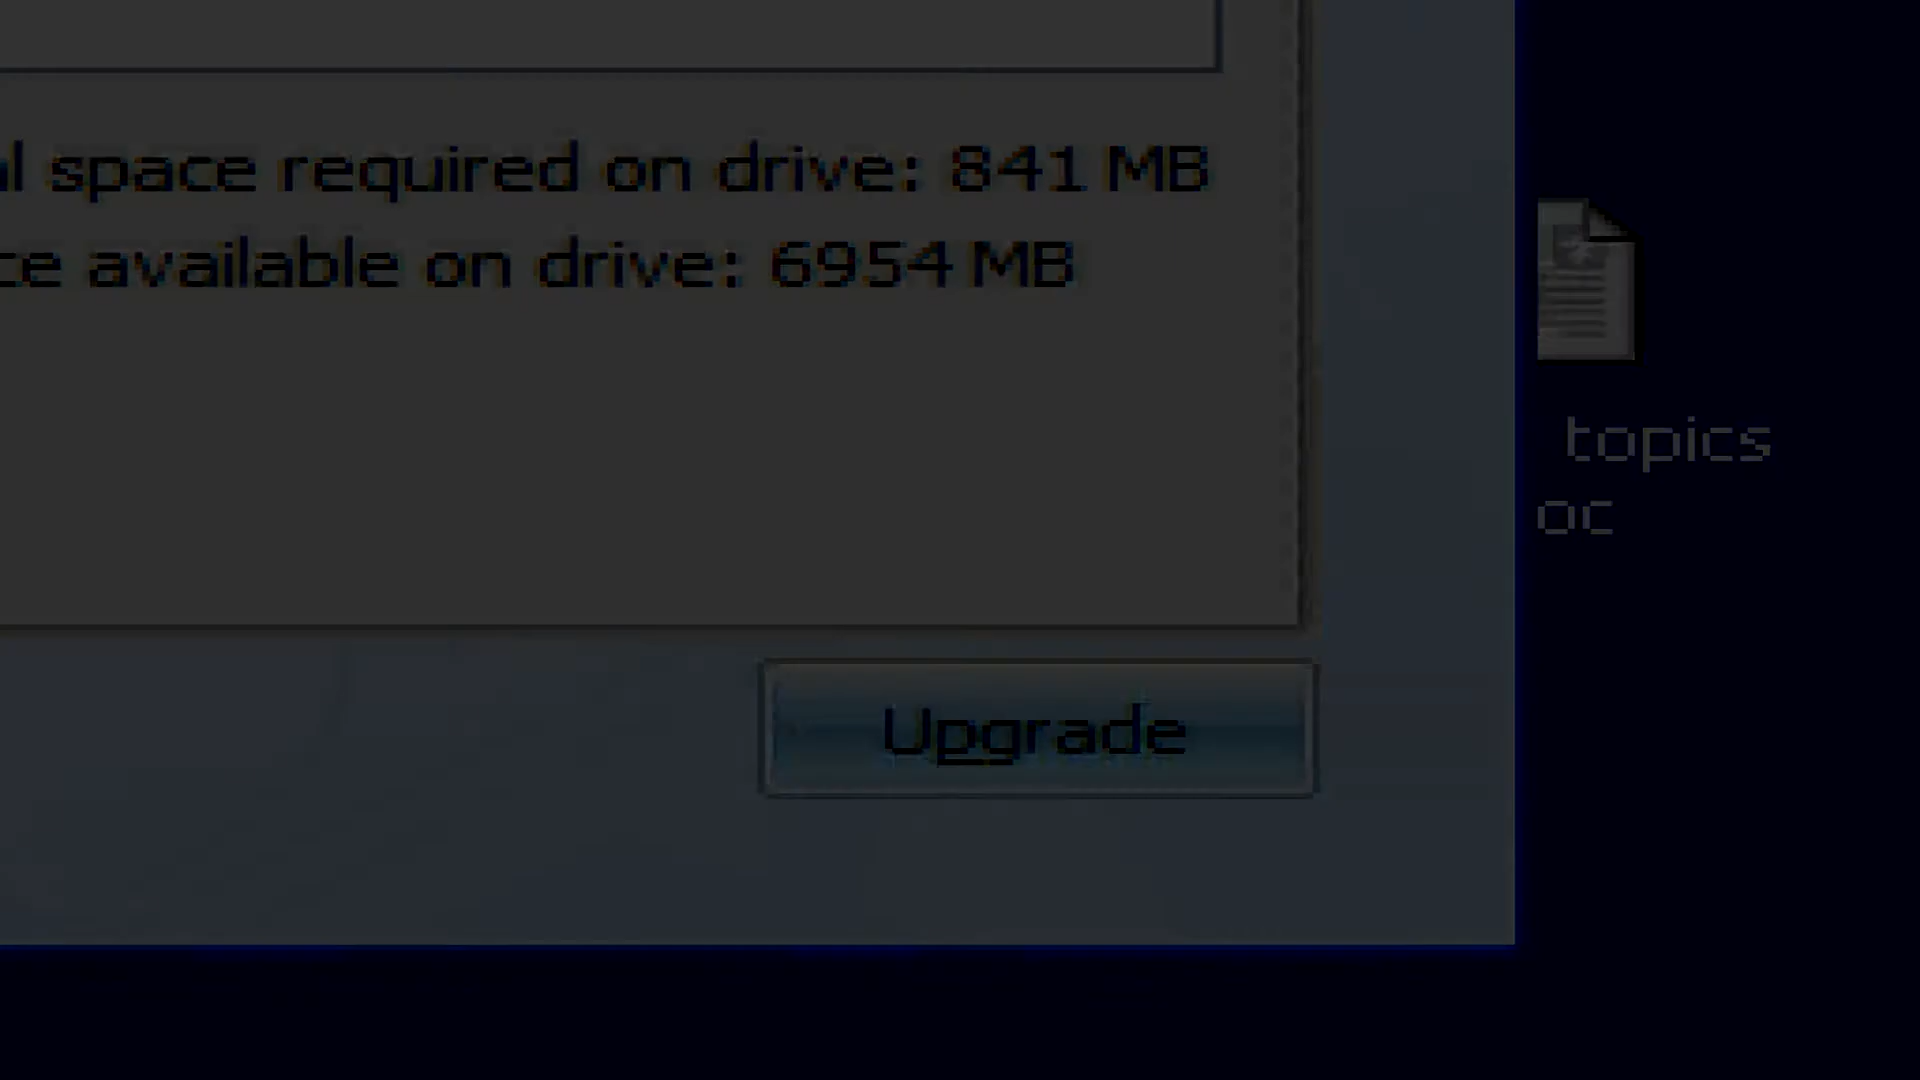 l space required on drive: 841 MB
ce available on drive: 6954 MB
topics
oc
Upgrade